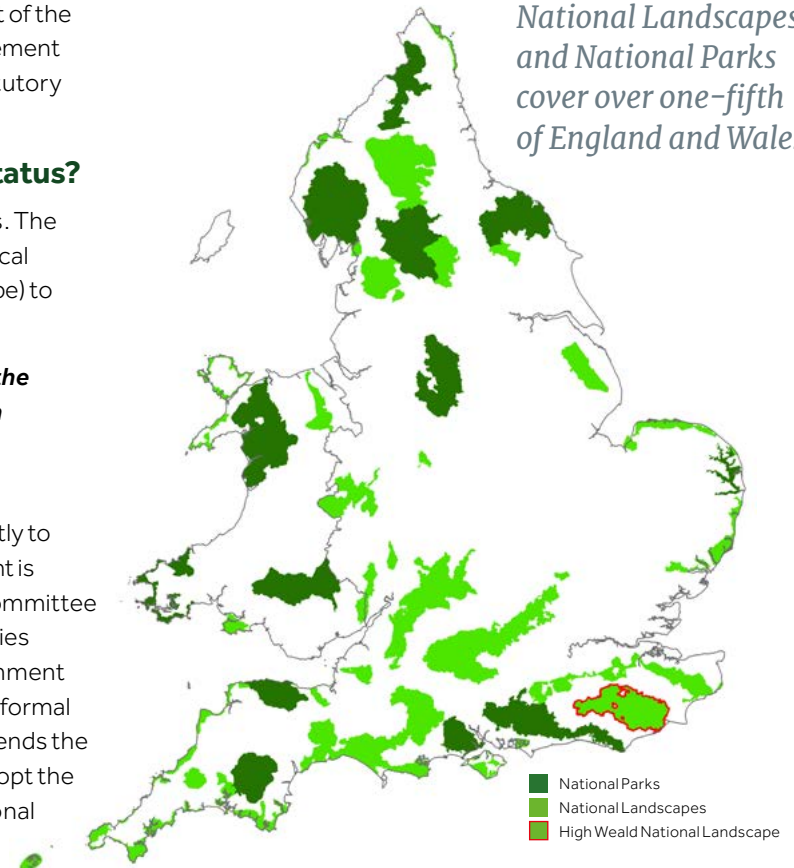 t of the
ement
tutory
tatus?
s. The
cal
pe) to
the
n
tly to
nt is
ommittee
ies
nment
formal
ends the
opt the
onal
National Landscapes
and National Parks
cover over one-fifth
of England and Wale
National Parks
National Landscapes
High Weald National Landscape